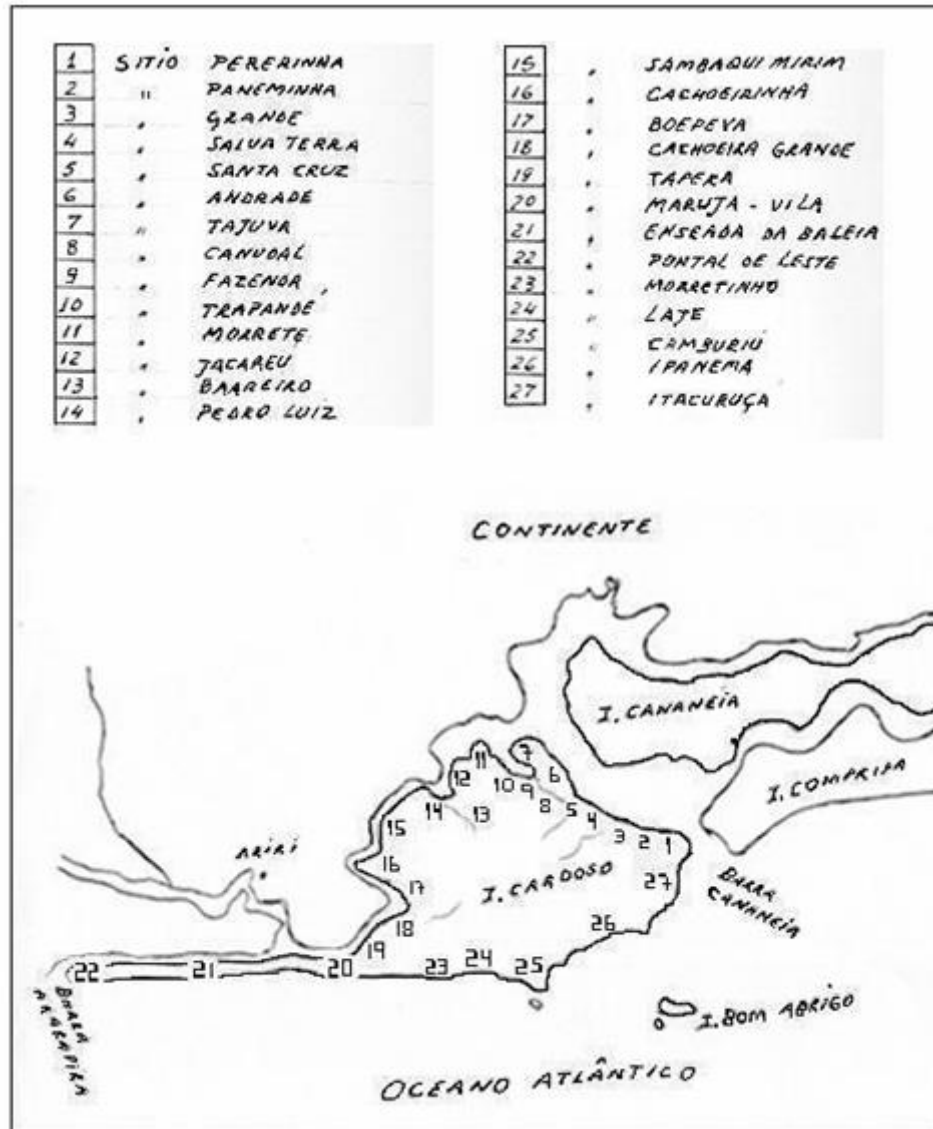 1 SITIO PERERINHA
2 " PANEMINHA
3 " GRANDE
4 " SALVA TERRA
5 " SANTA CRUZ
6 " ANDRADE
7 " TAJUVA
8 " CANUDAL
9 " FAZENDA
10 " TRAPANDÉ
11 " MORRETE
12 " JACAREU
13 " BARREIRO
14 " PEDRO LUIZ
15 " SAMBAQUI MIRIM
16 " CACHOEIRINHA
17 " BOEPEVA
18 " CACHOEIRA GRANDE
19 " TAPERA
20 " MARUJA - VILA
21 " ENSEADA DA BALEIA
22 " PONTAL DE LESTE
23 " MORRETINHO
24 " LAJE
25 " CAMBURIÚ
26 " IPANEMA
27 " ITACURUÇA
CONTINENTE
I. CANANEIA
I. COMPRIDA
7
11
6
12
10
9
14
13
8
5
4
15
3
2
1
ARIRI
16
I. CARDOSO
27
BARRA
CANANEIA
17
18
26
19
22
21
20
23
24
25
BARRA
ARARAPIRA
I. BOM ABRIGO
OCEANO ATLÂNTICO